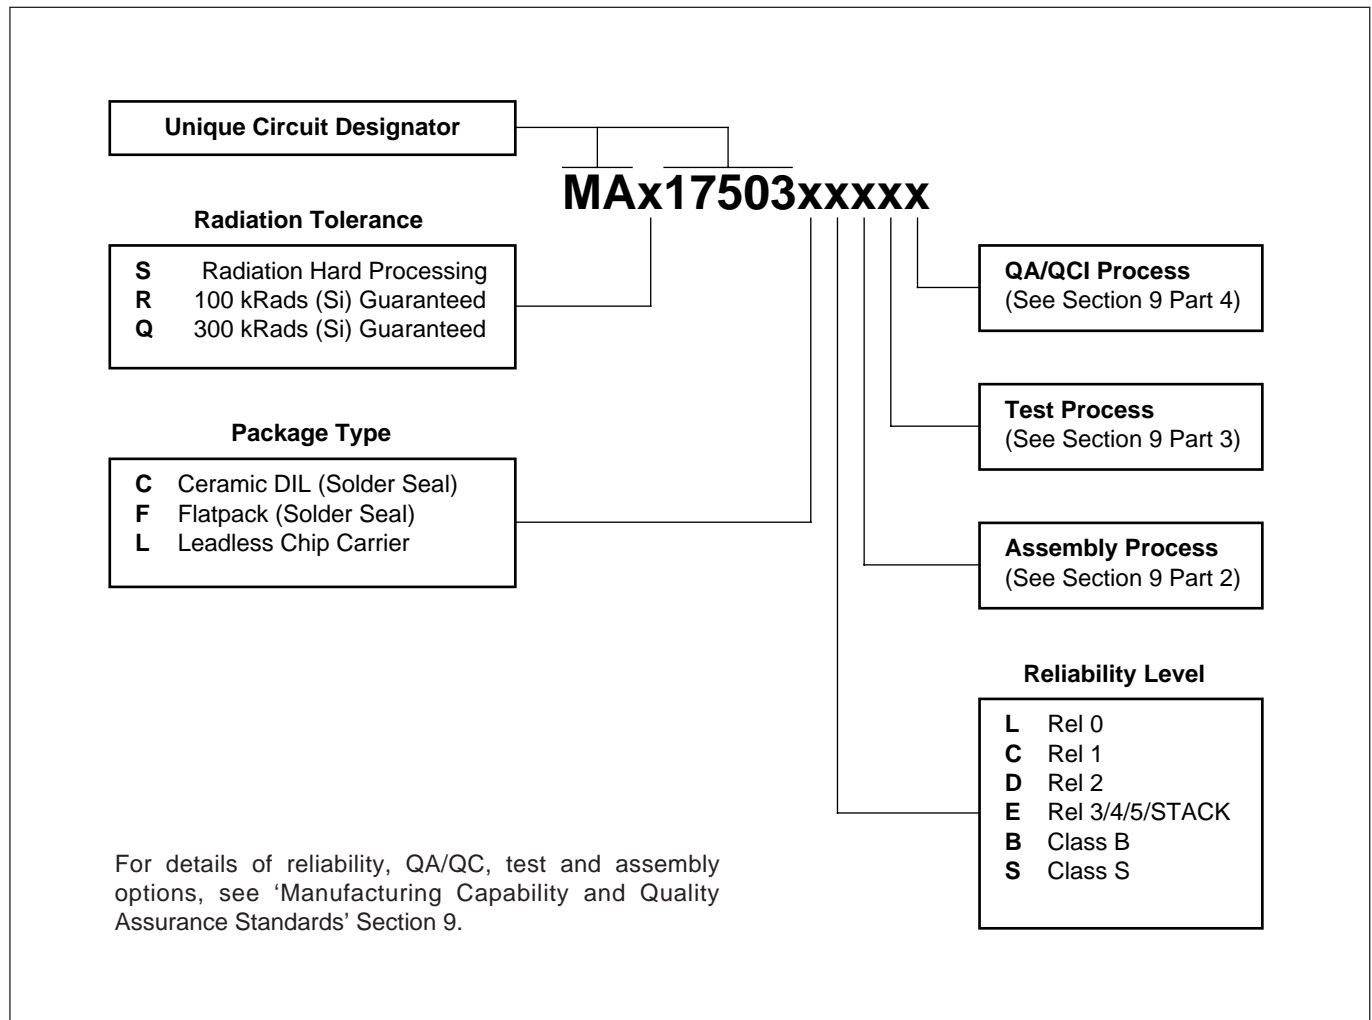 Unique Circuit Designator
MAx17503xxxxx
Radiation Tolerance
S Radiation Hard Processing
R 100 kRads (Si) Guaranteed
Q 300 kRads (Si) Guaranteed
Package Type
C Ceramic DIL (Solder Seal)
F Flatpack (Solder Seal)
L Leadless Chip Carrier
QA/QCI Process
(See Section 9 Part 4)
Test Process
(See Section 9 Part 3)
Assembly Process
(See Section 9 Part 2)
Reliability Level
L Rel 0
C Rel 1
D Rel 2
E Rel 3/4/5/STACK
B Class B
S Class S
For details of reliability, QA/QC, test and assembly
options, see ‘Manufacturing Capability and Quality
Assurance Standards’ Section 9.